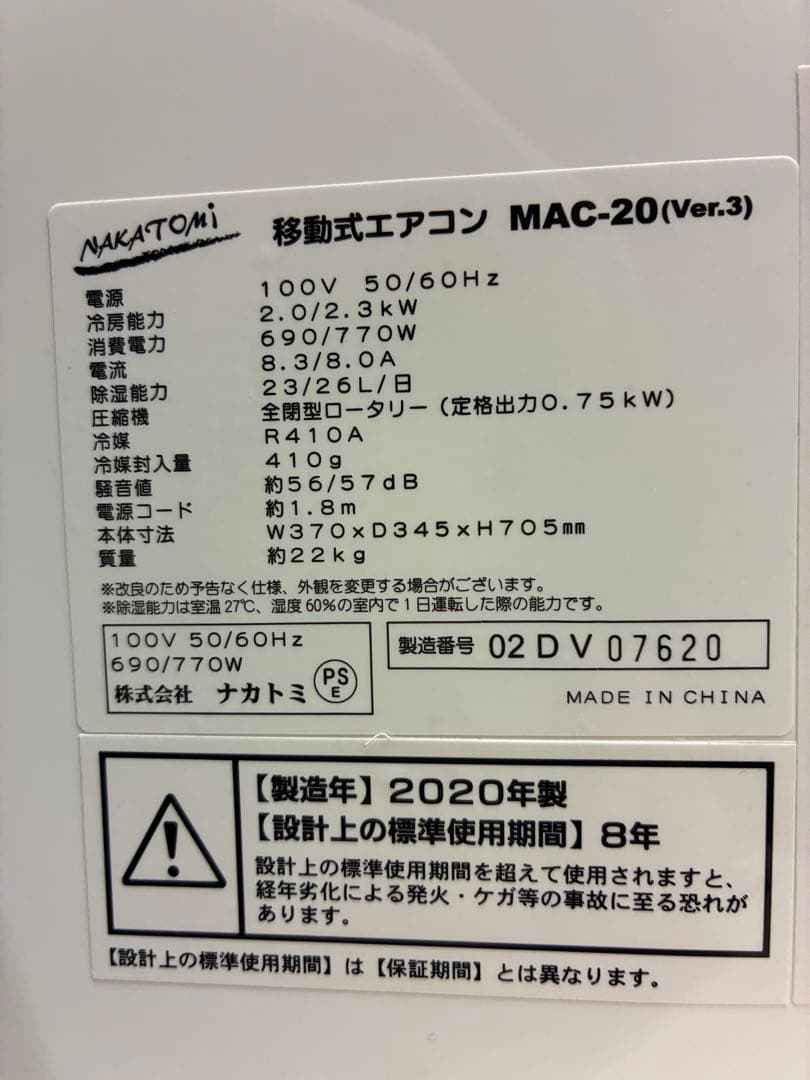 NAKATOMI 移動式エアコン MAC-20(Ver.3)
電源 100V 50/60Hz
冷房能力 2.0/2.3kW
消費電力 690/770W
電流 8.3/8.0A
除湿能力 23/26L/日
圧縮機 全閉型ロータリー(定格出力0.75kW)
冷媒 R410A
冷媒封入量 410g
騒音値 約56/57dB
電源コード 約1.8m
本体寸法 W370xD345xH705mm
質量 約22kg
※改良のため予告なく仕様、外観を変更する場合がございます。
※除湿能力は室温27℃、湿度60%の室内で1日運転した際の能力です。
100V 50/60Hz
690/770W
株式会社 ナカトミ PSE
製造番号 02DV07620
MADE IN CHINA
【製造年】2020年製
【設計上の標準使用期間】8年
設計上の標準使用期間を超えて使用されますと、
経年劣化による発火・ケガ等の事故に至る恐れが
あります。
【設計上の標準使用期間】は【保証期間】とは異なります。